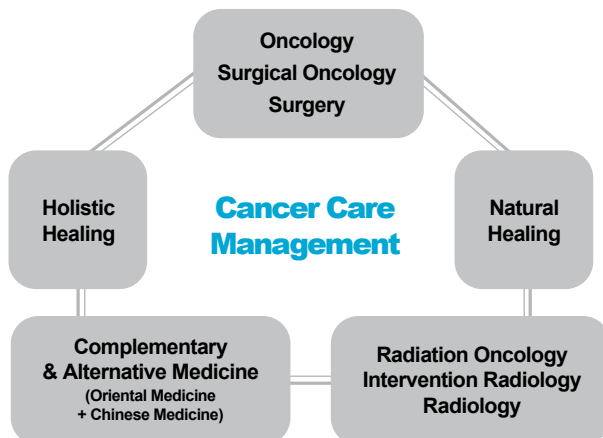 Oncology
Surgical Oncology
Surgery
Holistic
Healing
Cancer Care
Management
Natural
Healing
Complementary
& Alternative Medicine
(Oriental Medicine
+ Chinese Medicine)
Radiation Oncology
Intervention Radiology
Radiology